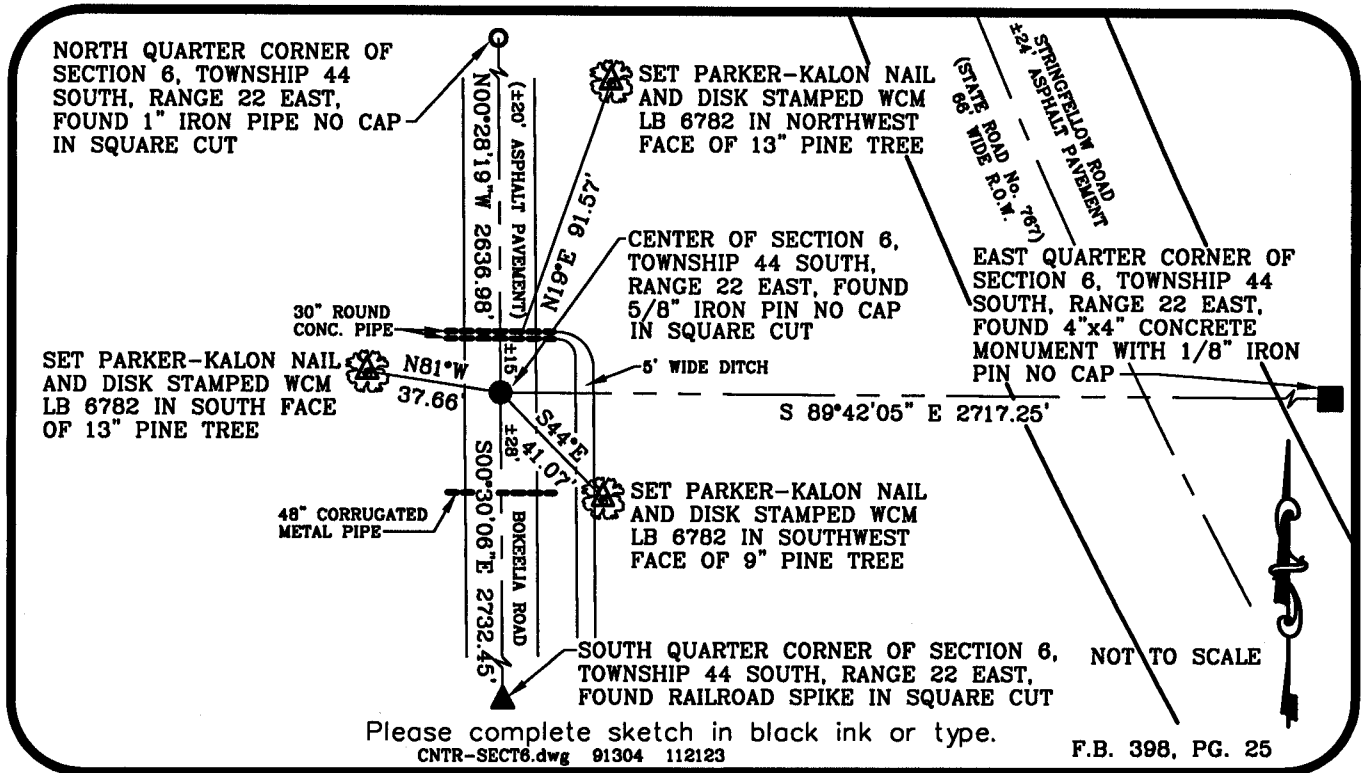 NORTH QUARTER CORNER OF
SECTION 6, TOWNSHIP 44
SOUTH, RANGE 22 EAST,
FOUND 1" IRON PIPE NO CAP
IN SQUARE CUT
N00°28'19"W 2636.98'
(±20' ASPHALT PAVEMENT)
N19°E 91.57'
SET PARKER-KALON NAIL
AND DISK STAMPED WCM
LB 6782 IN NORTHWEST
FACE OF 13" PINE TREE
STRINGFELLOW ROAD
±24' ASPHALT PAVEMENT
(STATE ROAD No. 767)
66' WIDE R.O.W.
CENTER OF SECTION 6,
TOWNSHIP 44 SOUTH,
RANGE 22 EAST, FOUND
5/8" IRON PIN NO CAP
IN SQUARE CUT
EAST QUARTER CORNER OF
SECTION 6, TOWNSHIP 44
SOUTH, RANGE 22 EAST,
FOUND 4"x4" CONCRETE
MONUMENT WITH 1/8" IRON
PIN NO CAP
30" ROUND
CONC. PIPE
±15'
5' WIDE DITCH
SET PARKER-KALON NAIL
AND DISK STAMPED WCM
LB 6782 IN SOUTH FACE
OF 13" PINE TREE
N81°W
37.66'
S 89°42'05" E 2717.25'
S44°E
41.07'
±28'
S00°30'06"E 2732.45'
BOKEELIA ROAD
48" CORRUGATED
METAL PIPE
SET PARKER-KALON NAIL
AND DISK STAMPED WCM
LB 6782 IN SOUTHWEST
FACE OF 9" PINE TREE
SOUTH QUARTER CORNER OF SECTION 6,
TOWNSHIP 44 SOUTH, RANGE 22 EAST,
FOUND RAILROAD SPIKE IN SQUARE CUT
NOT TO SCALE
Please complete sketch in black ink or type.
CNTR-SECT6.dwg 91304 112123
F.B. 398, PG. 25